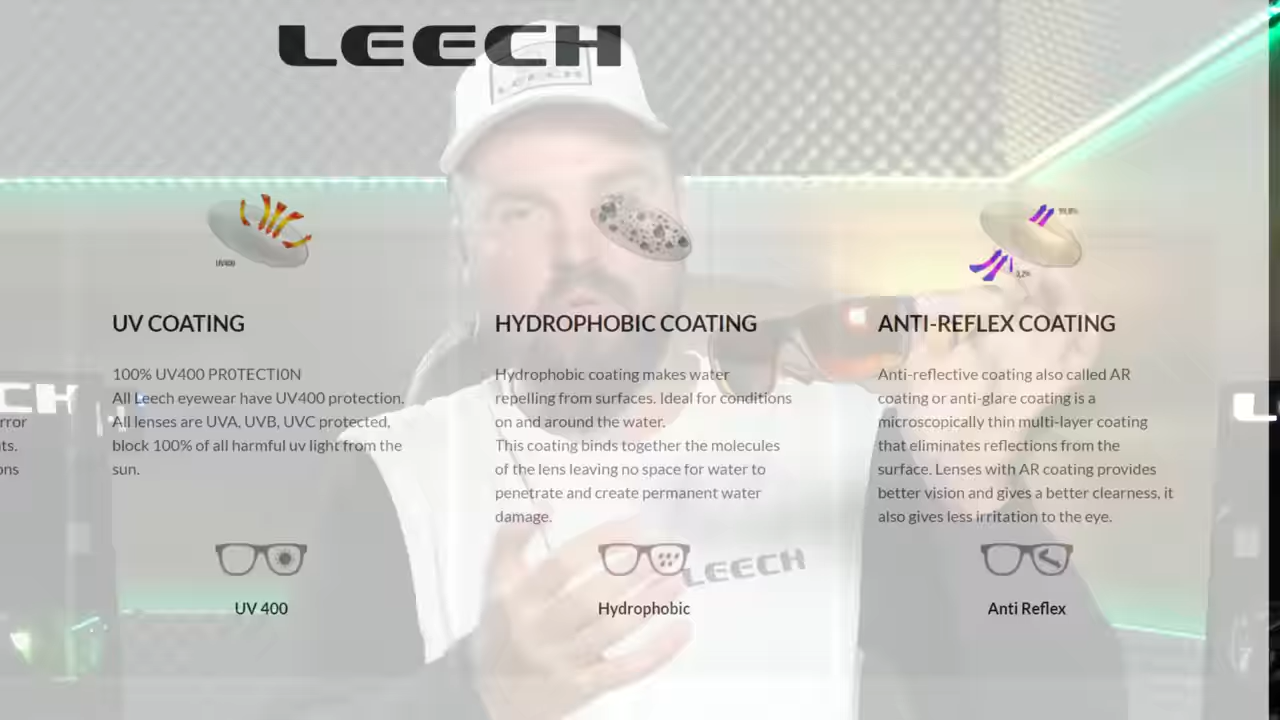 LEECH
LEECH
UV400
99,8%
0,2%
UV COATING
100% UV400 PR0TECTI0N
All Leech eyewear have UV400 protection.
All lenses are UVA, UVB, UVC protected,
block 100% of all harmful uv light from the
sun.
UV 400
HYDROPHOBIC COATING
Hydrophobic coating makes water
repelling from surfaces. Ideal for conditions
on and around the water.
This coating binds together the molecules
of the lens leaving no space for water to
penetrate and create permanent water
damage.
Hydrophobic
LEECH
ANTI-REFLEX COATING
Anti-reflective coating also called AR
coating or anti-glare coating is a
microscopically thin multi-layer coating
that eliminates reflections from the
surface. Lenses with AR coating provides
better vision and gives a better clearness, it
also gives less irritation to the eye.
Anti Reflex